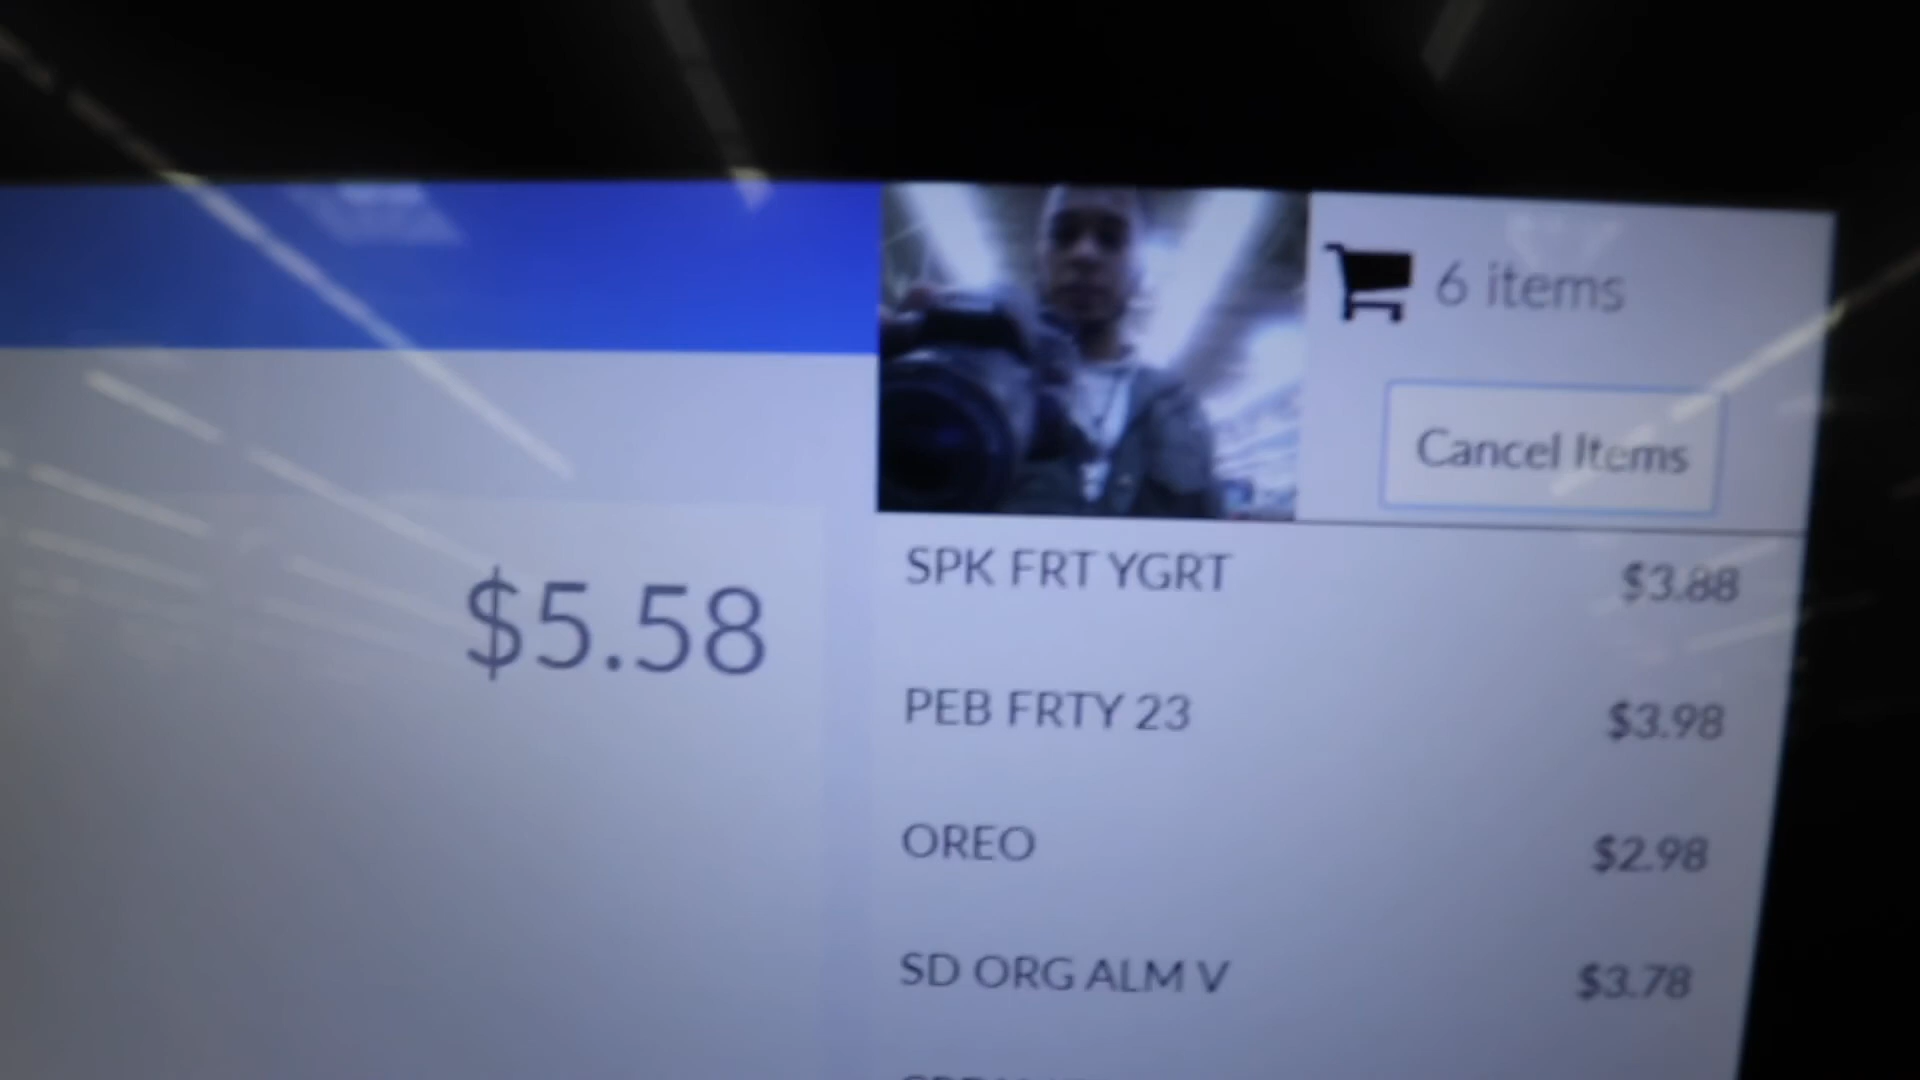 6 items
Cancel Items
$5.58
SPK FRT YGRT $3.88
PEB FRTY 23 $3.98
OREO $2.98
SD ORG ALM V $3.78